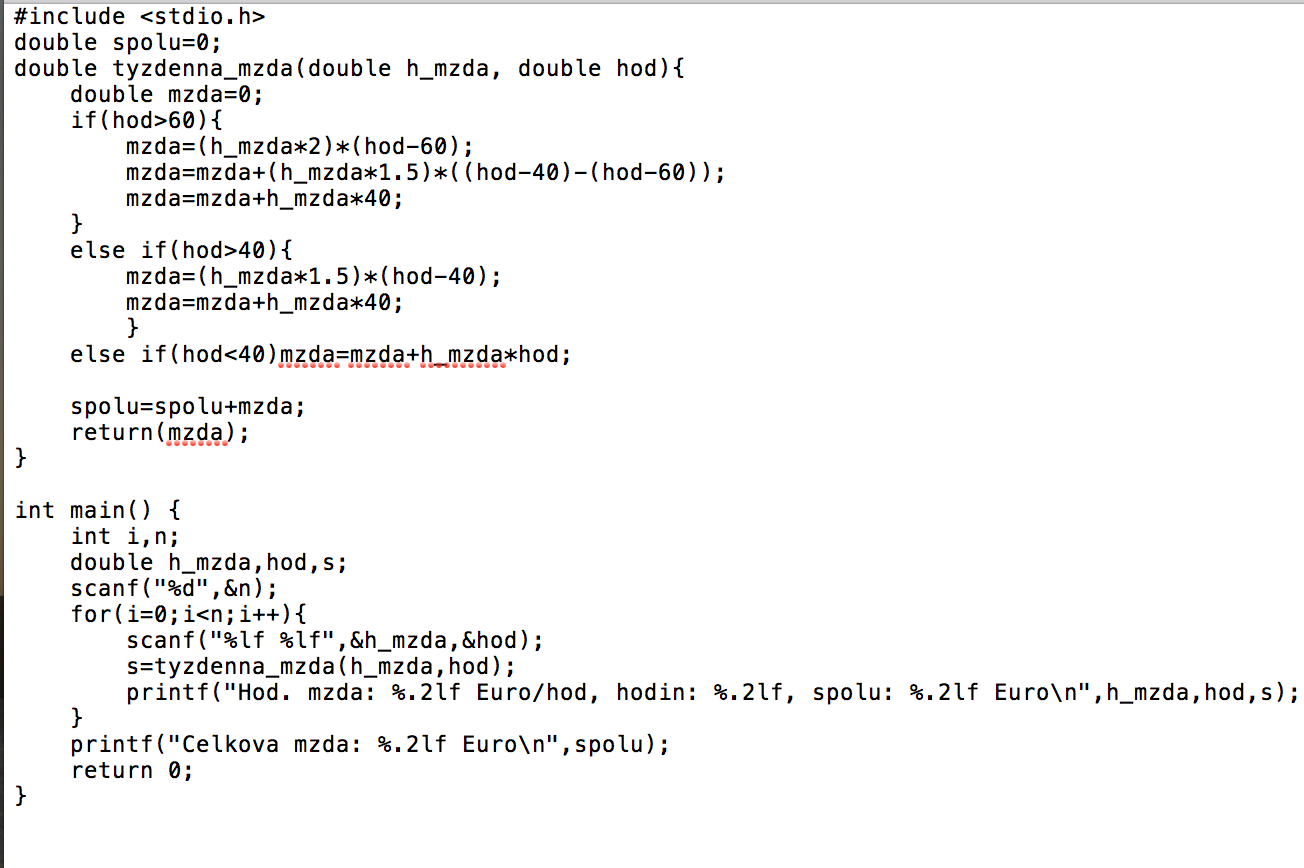 #include <stdio.h>
double spolu=0;
double tyzdenna_mzda(double h_mzda, double hod){
    double mzda=0;
    if(hod>60){
        mzda=(h_mzda*2)*(hod-60);
        mzda=mzda+(h_mzda*1.5)*((hod-40)-(hod-60));
        mzda=mzda+h_mzda*40;
    }
    else if(hod>40){
        mzda=(h_mzda*1.5)*(hod-40);
        mzda=mzda+h_mzda*40;
        }
    else if(hod<40)mzda=mzda+h_mzda*hod;

    spolu=spolu+mzda;
    return(mzda);
}

int main() {
    int i,n;
    double h_mzda,hod,s;
    scanf("%d",&n);
    for(i=0;i<n;i++){
        scanf("%lf %lf",&h_mzda,&hod);
        s=tyzdenna_mzda(h_mzda,hod);
        printf("Hod. mzda: %.2lf Euro/hod, hodin: %.2lf, spolu: %.2lf Euro\n",h_mzda,hod,s);
    }
    printf("Celkova mzda: %.2lf Euro\n",spolu);
    return 0;
}